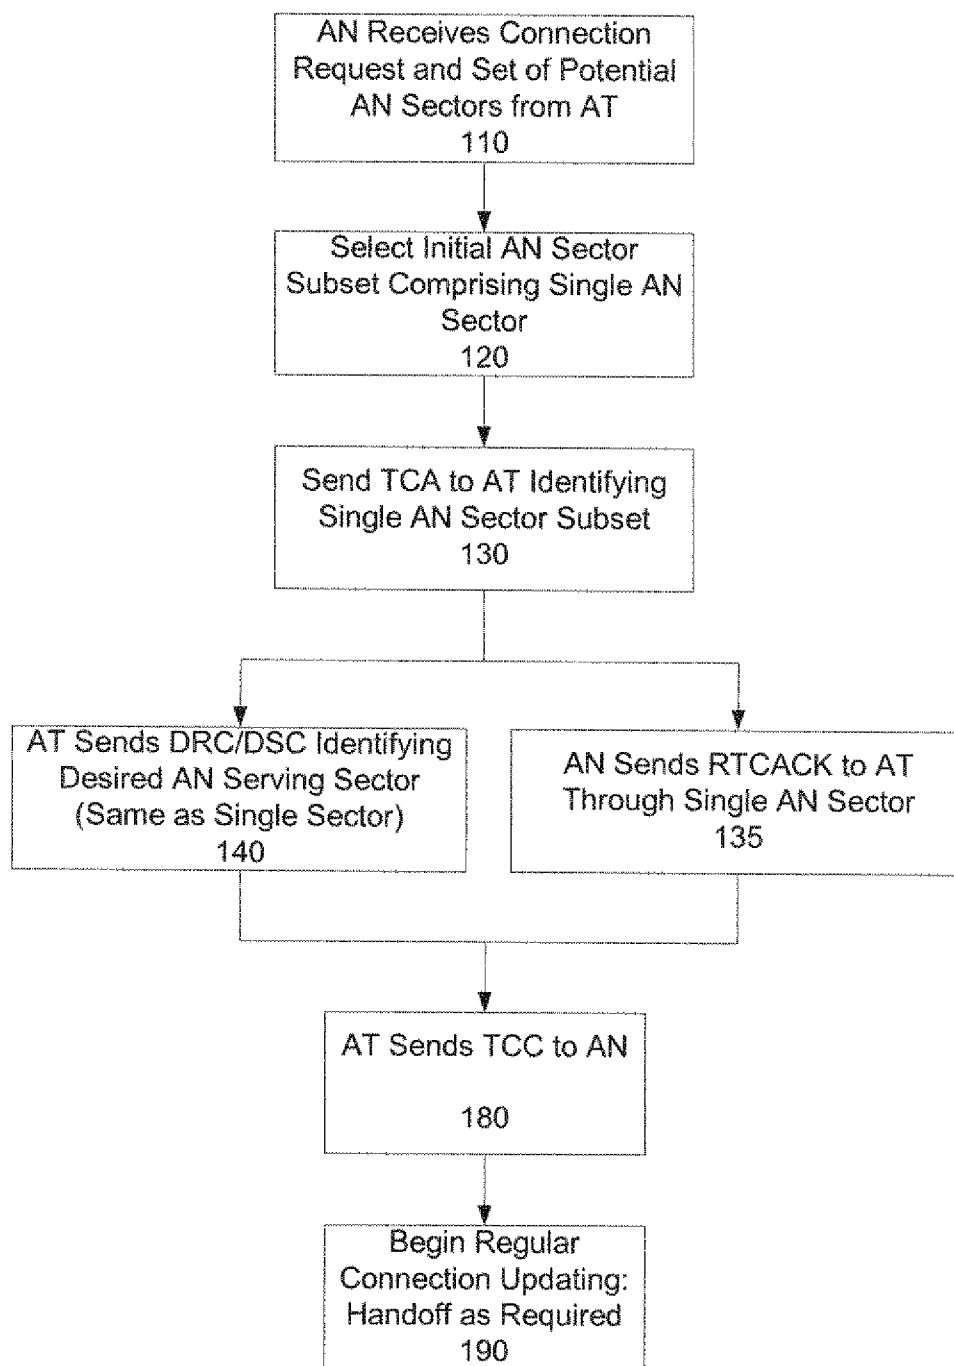 AN Receives Connection
Request and Set of Potential
AN Sectors from AT
110
Select Initial AN Sector
Subset Comprising Single AN
Sector
120
Send TCA to AT Identifying
Single AN Sector Subset
130
AT Sends DRC/DSC Identifying
Desired AN Serving Sector
(Same as Single Sector)
140
AN Sends RTCACK to AT
Through Single AN Sector
135
AT Sends TCC to AN
180
Begin Regular
Connection Updating:
Handoff as Required
190